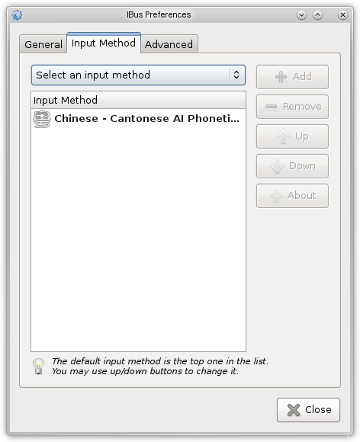 IBus Preferences
General Input Method Advanced
Select an input method
Add
Input Method
Remove
Chinese - Cantonese AI Phoneti...
Up
Down
About
The default input method is the top one in the list.
You may use up/down buttons to change it.
Close